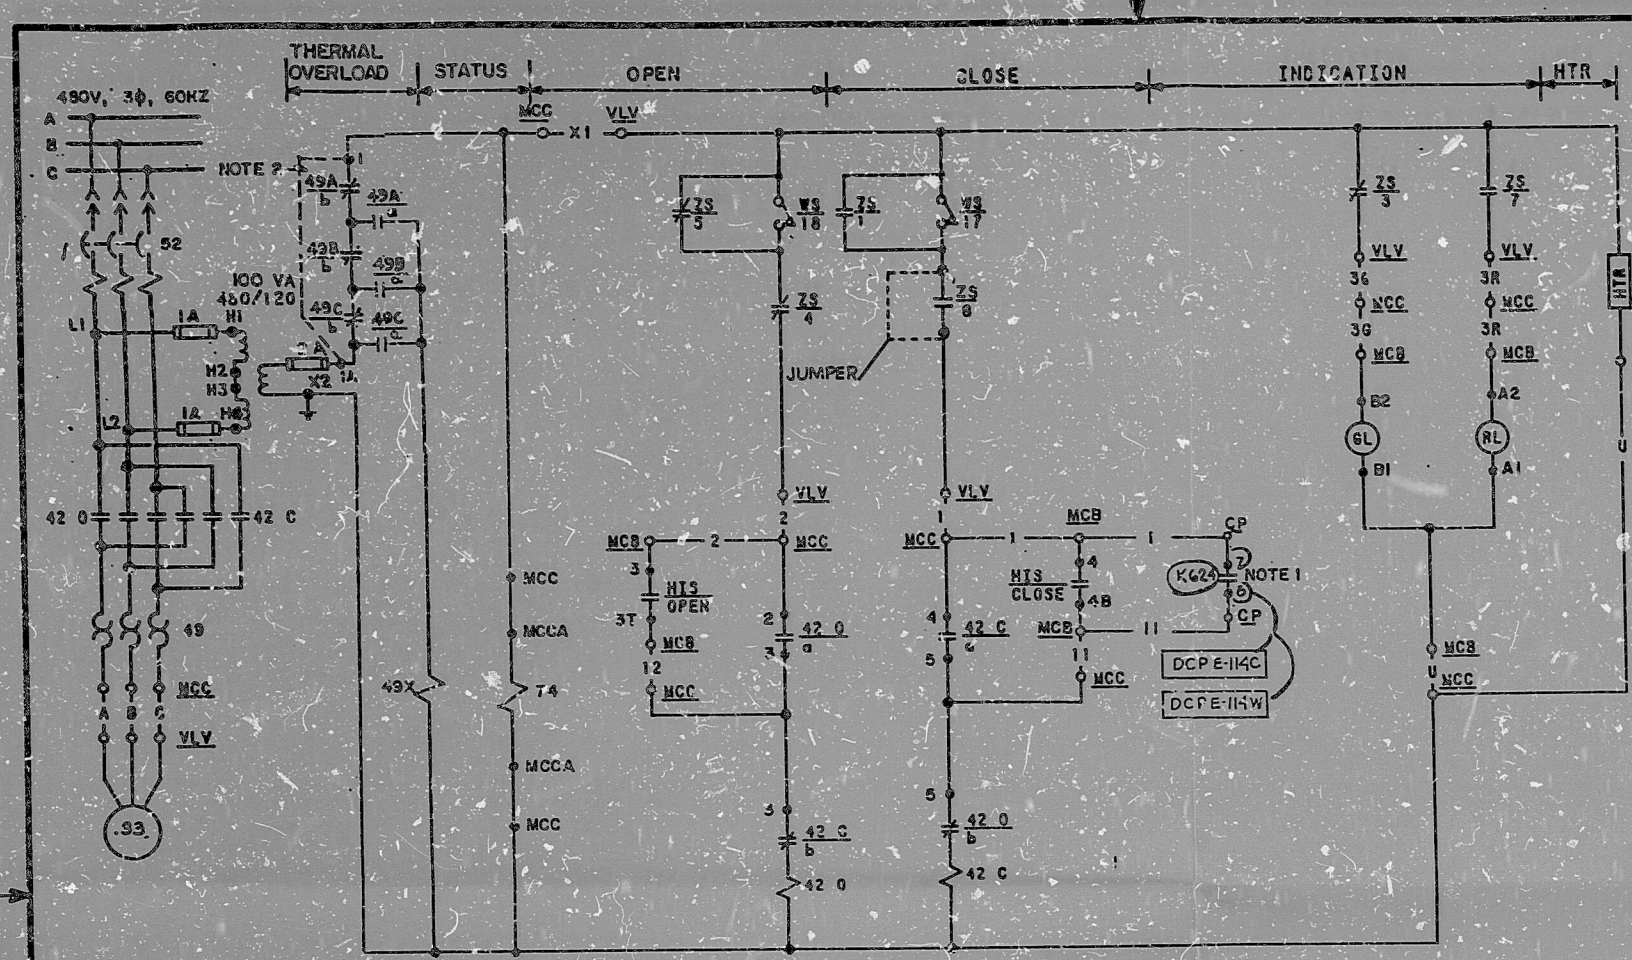 THERMAL
OVERLOAD
STATUS
OPEN
CLOSE
INDICATION
HTR
480V, 3ф, 60HZ
A
B
C
MCC
X1
VLV
NOTE 2
1
49A
b
49A
a
49B
b
49B
a
49C
b
49C
a
52
100 VA
480/120
L1
1A
H1
H2
H3
X2
1A
L2
1A
H4
ZS
5
WS
18
ZS
1
WS
17
ZS
4
ZS
8
JUMPER
ZS
3
ZS
7
VLV
VLV
3G
3R
MCC
MCC
3G
3R
MCB
MCB
B2
A2
GL
RL
B1
A1
HTR
U
42 O
42 C
49
MCC
A
B
C
VLV
.93
49X
MCC
MCCA
74
MCCA
MCC
VLV
2
MCB
2
MCC
3
HIS
OPEN
3T
MCB
12
MCC
2
42 O
a
3
3
42 C
b
42 O
VLV
1
MCC
1
MCB
1
CP
4
HIS
CLOSE
4B
MCB
11
CP
11
MCC
7
K624
NOTE 1
6
DCP E-114C
DCP E-114W
4
42 C
a
5
5
42 O
b
42 C
MCB
U
MCC